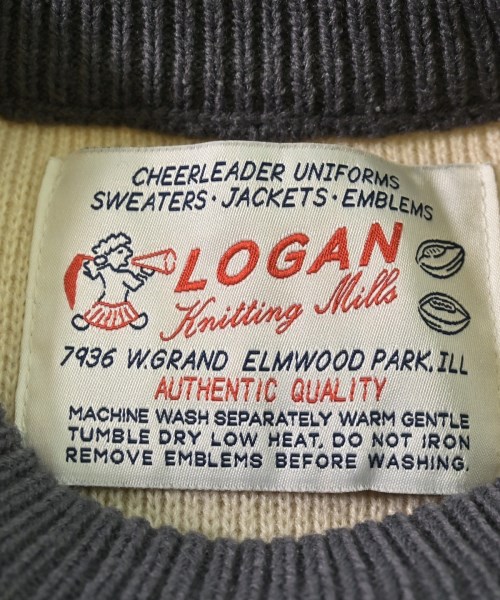 CHEERLEADER UNIFORMS
SWEATERS · JACKETS · EMBLEMS
LOGAN
Knitting Mills
7936 W.GRAND ELMWOOD PARK, ILL
AUTHENTIC QUALITY
MACHINE WASH SEPARATELY WARM GENTLE
TUMBLE DRY LOW HEAT. DO NOT IRON
REMOVE EMBLEMS BEFORE WASHING.